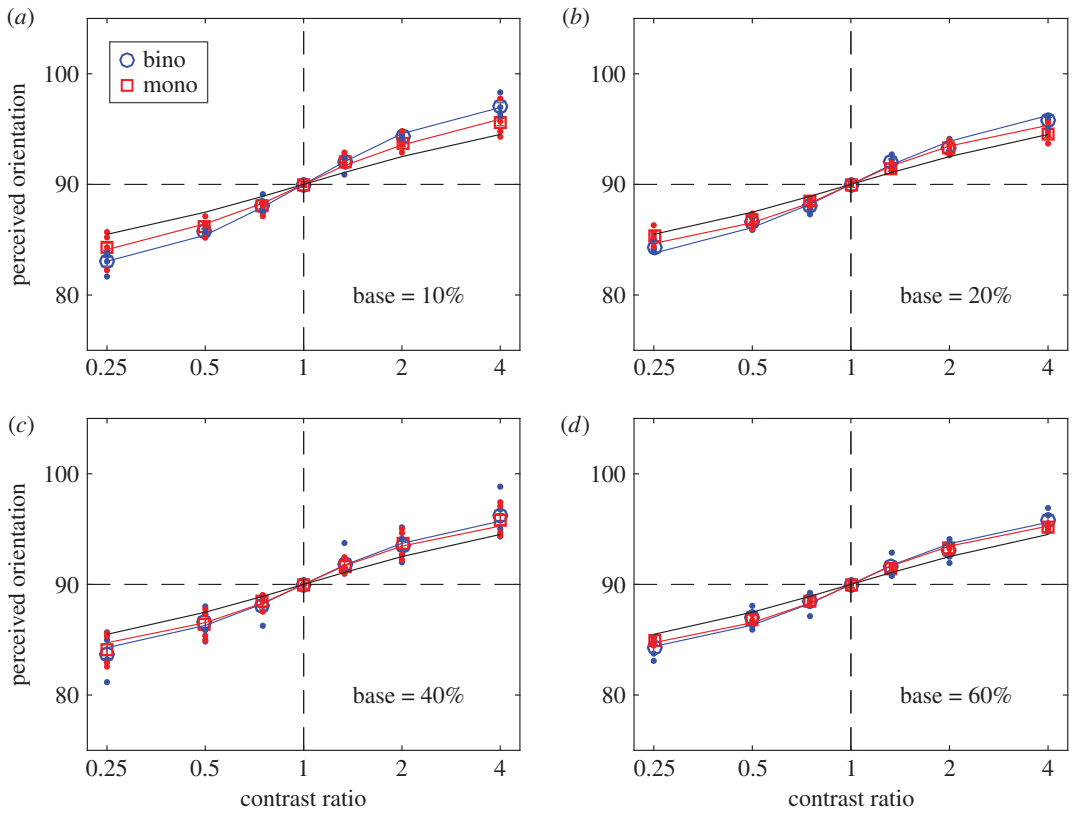 (a)
(b)
bino
mono
perceived orientation
100
90
80
base = 10%
0.25 0.5 1 2 4
100
90
80
base = 20%
0.25 0.5 1 2 4
(c)
(d)
perceived orientation
100
90
80
base = 40%
0.25 0.5 1 2 4
contrast ratio
100
90
80
base = 60%
0.25 0.5 1 2 4
contrast ratio